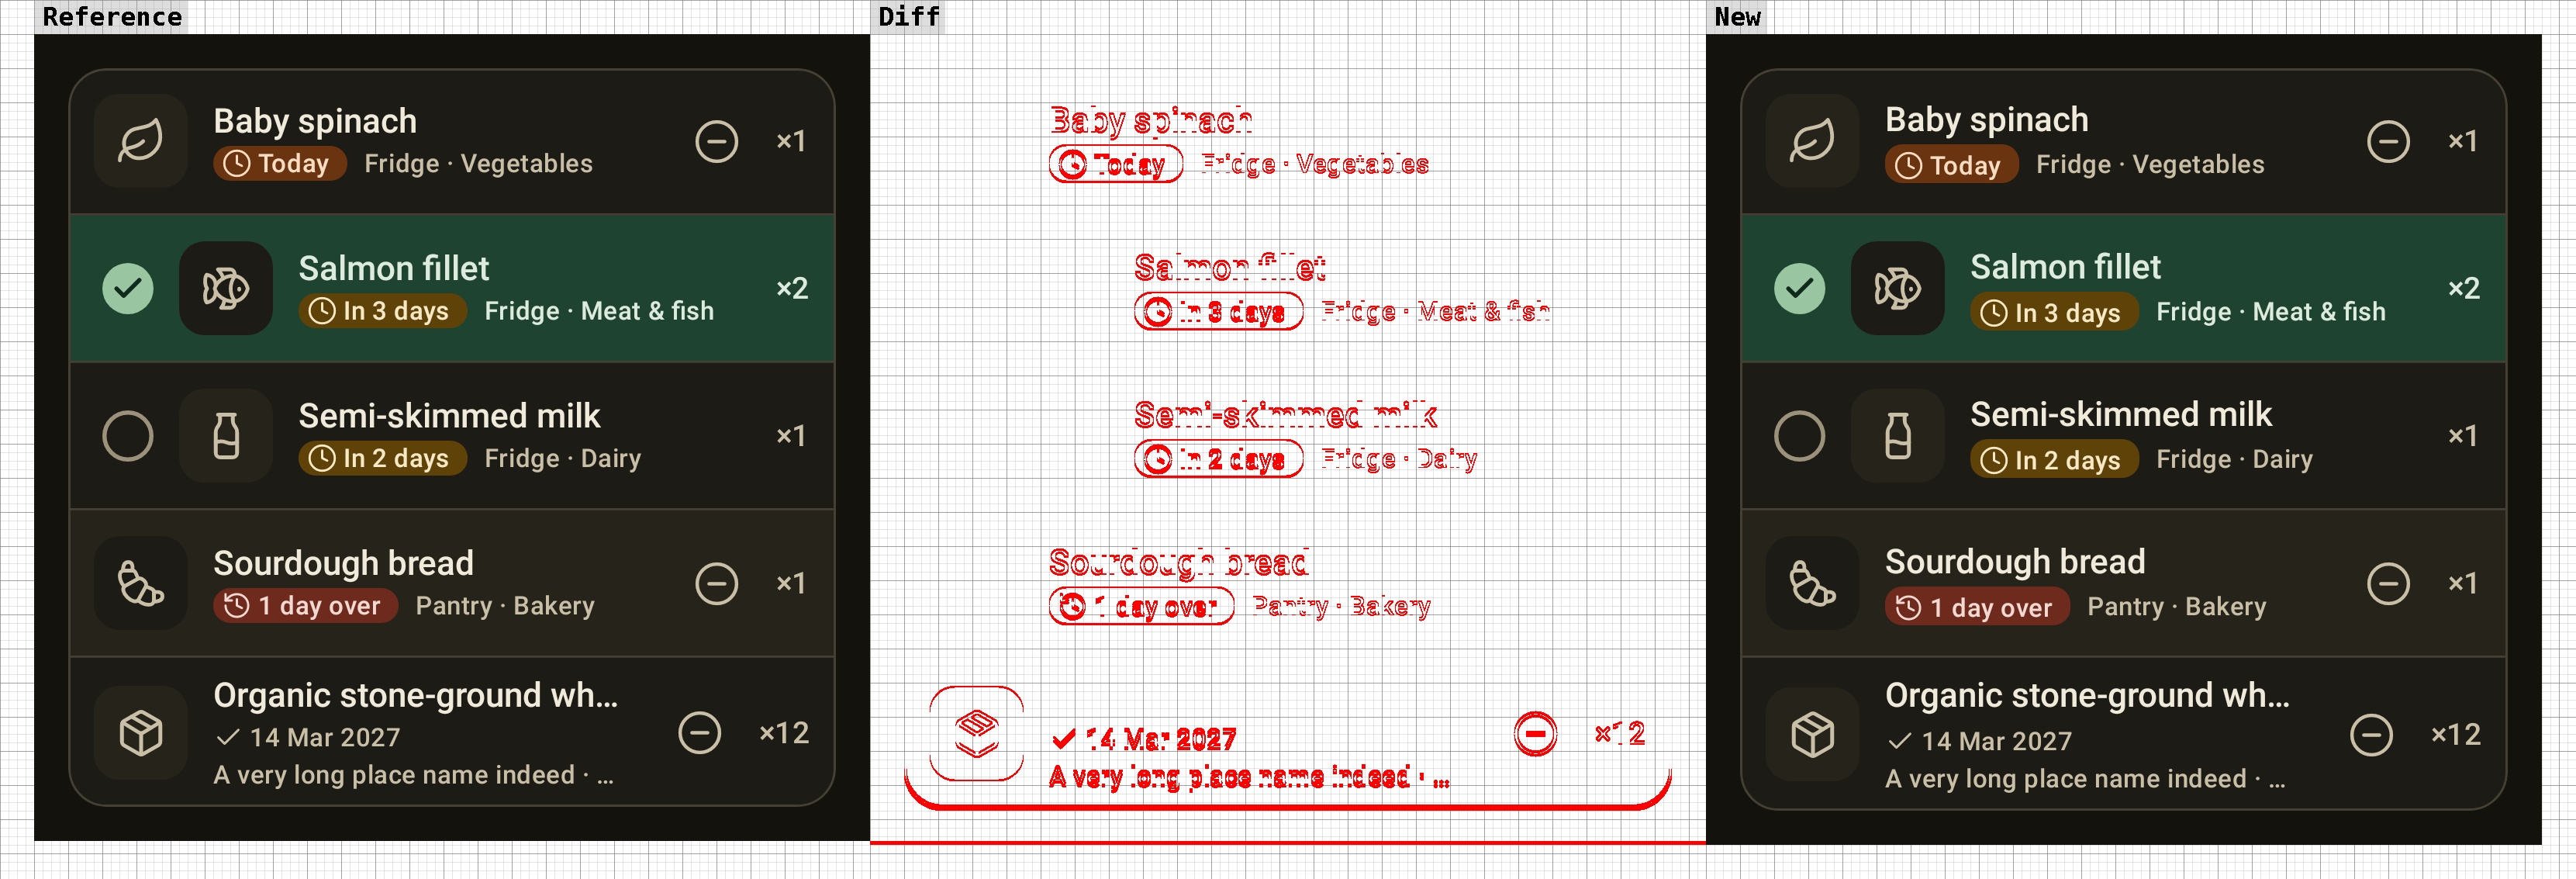 Reference
Baby spinach
Today Fridge · Vegetables
×1
Salmon fillet
In 3 days Fridge · Meat & fish
×2
Semi-skimmed milk
In 2 days Fridge · Dairy
×1
Sourdough bread
1 day over Pantry · Bakery
×1
Organic stone-ground wh...
14 Mar 2027
A very long place name indeed · ...
×12
Diff
Baby spinach
Today Fridge · Vegetables
Salmon fillet
In 3 days Fridge · Meat & fish
Semi-skimmed milk
In 2 days Fridge · Dairy
Sourdough bread
1 day over Pantry · Bakery
14 Mar 2027
A very long place name indeed · ...
×12
New
Baby spinach
Today Fridge · Vegetables
×1
Salmon fillet
In 3 days Fridge · Meat & fish
×2
Semi-skimmed milk
In 2 days Fridge · Dairy
×1
Sourdough bread
1 day over Pantry · Bakery
×1
Organic stone-ground wh...
14 Mar 2027
A very long place name indeed · ...
×12